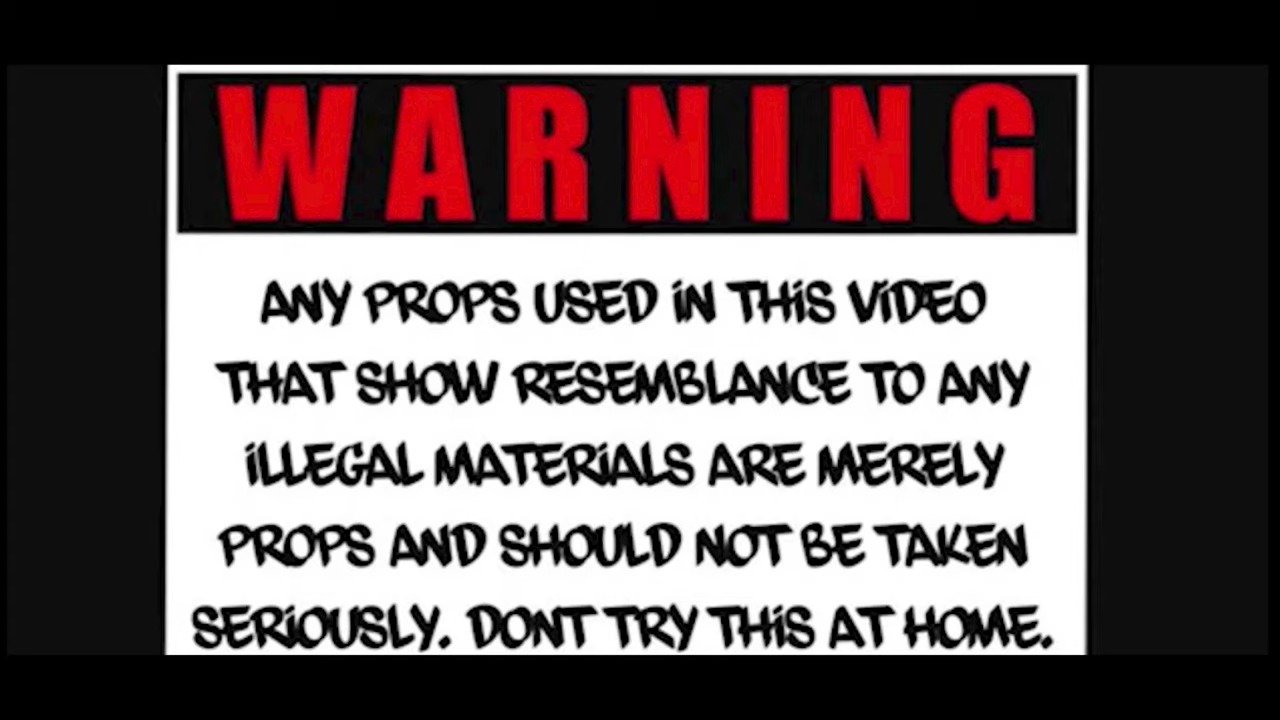 WARNING
ANY PROPS USED iN THiS ViDEO
THAT SHOW RESEMBLANCE TO ANY
iLLEGAL MATERiALS ARE MERELY
PROPS AND SHOULD NOT BE TAKEN
SERiOUSLY. DONT TRY THiS AT HOME.